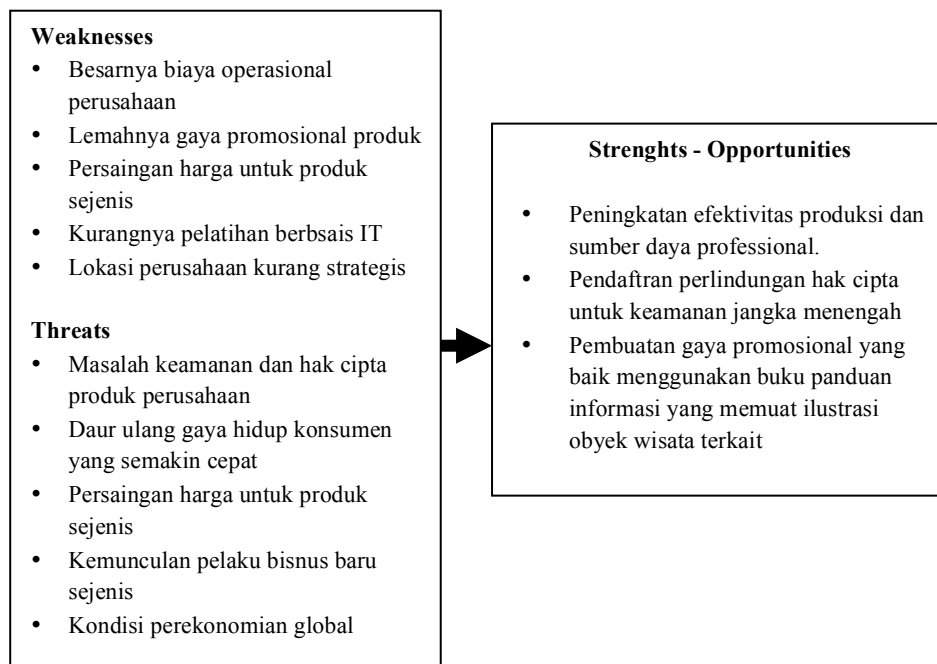 Weaknesses
• Besarnya biaya operasional
perusahaan
• Lemahnya gaya promosional produk
• Persaingan harga untuk produk
sejenis
• Kurangnya pelatihan berbsais IT
• Lokasi perusahaan kurang strategis
Threats
• Masalah keamanan dan hak cipta
produk perusahaan
• Daur ulang gaya hidup konsumen
yang semakin cepat
• Persaingan harga untuk produk
sejenis
• Kemunculan pelaku bisnus baru
sejenis
• Kondisi perekonomian global
Strenghts - Opportunities
• Peningkatan efektivitas produksi dan
sumber daya professional.
• Pendaftran perlindungan hak cipta
untuk keamanan jangka menengah
• Pembuatan gaya promosional yang
baik menggunakan buku panduan
informasi yang memuat ilustrasi
obyek wisata terkait